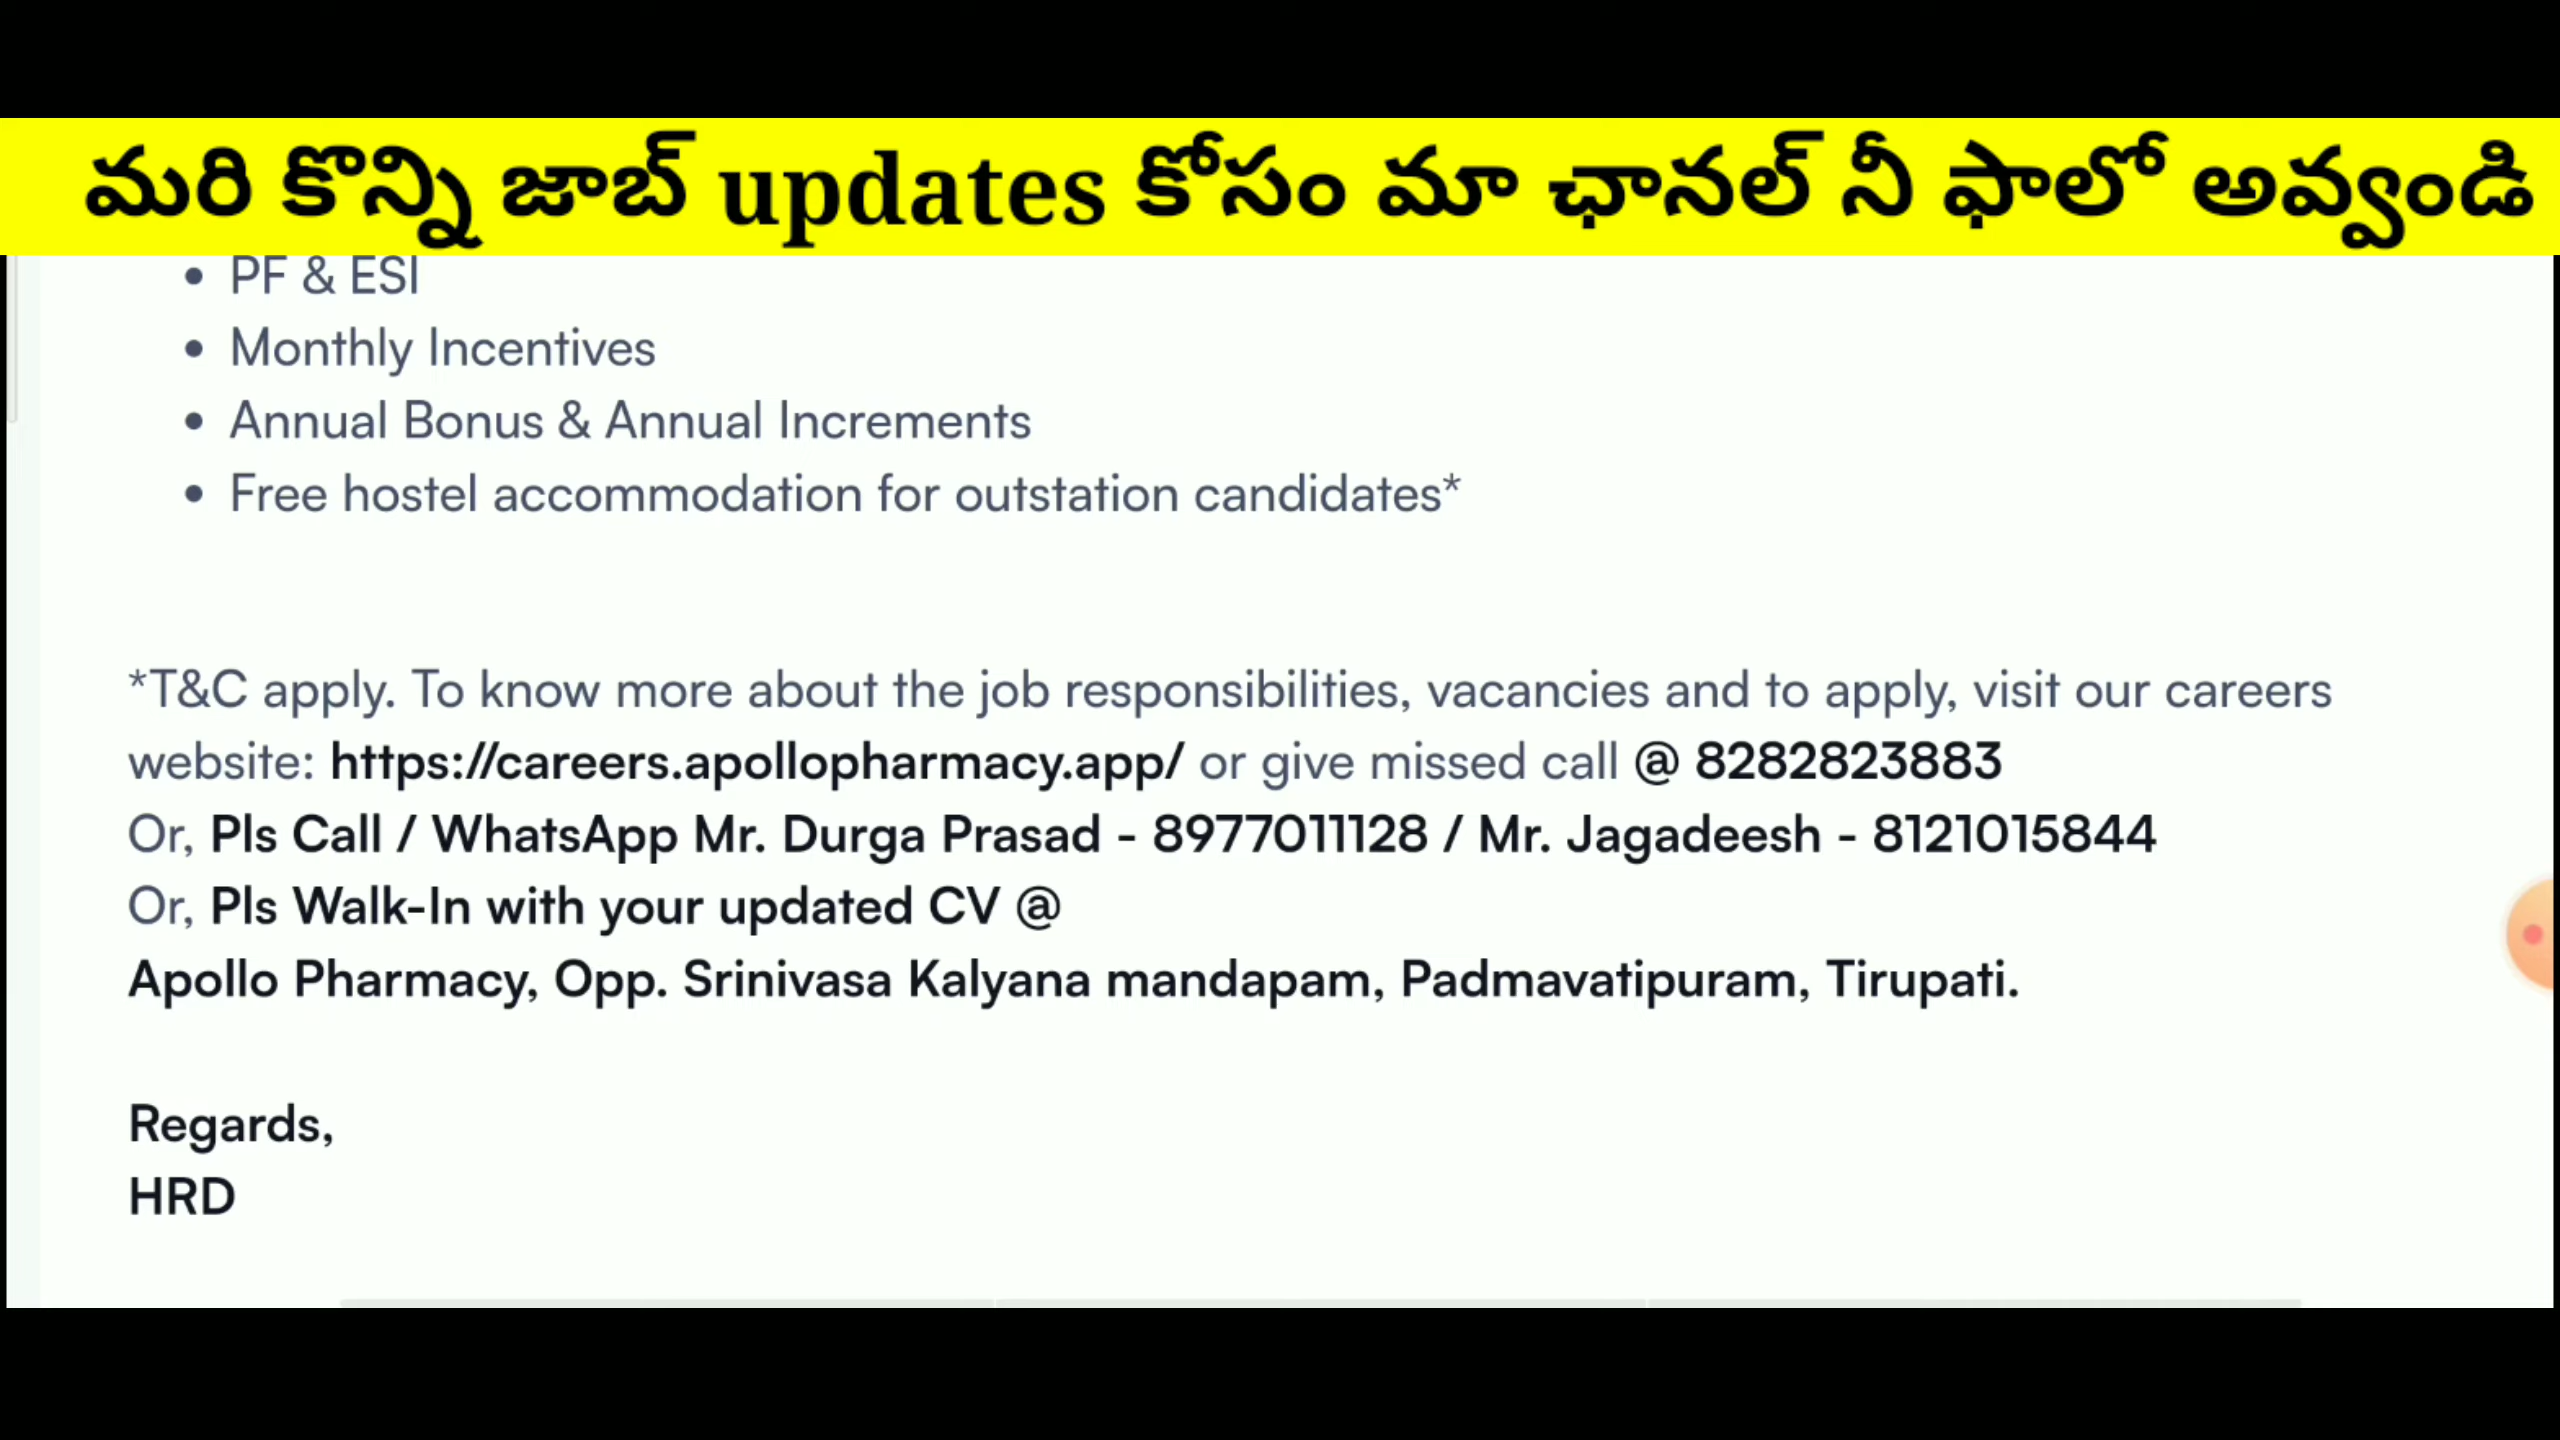 మరి కొన్ని జాబ్ updates కోసం మా ఛానల్ నీ ఫాలో అవ్వండి
• PF & ESI
• Monthly Incentives
• Annual Bonus & Annual Increments
• Free hostel accommodation for outstation candidates*
*T&C apply. To know more about the job responsibilities, vacancies and to apply, visit our careers
website: https://careers.apollopharmacy.app/ or give missed call @ 8282823883
Or, Pls Call / WhatsApp Mr. Durga Prasad - 8977011128 / Mr. Jagadeesh - 8121015844
Or, Pls Walk-In with your updated CV @
Apollo Pharmacy, Opp. Srinivasa Kalyana mandapam, Padmavatipuram, Tirupati.
Regards,
HRD